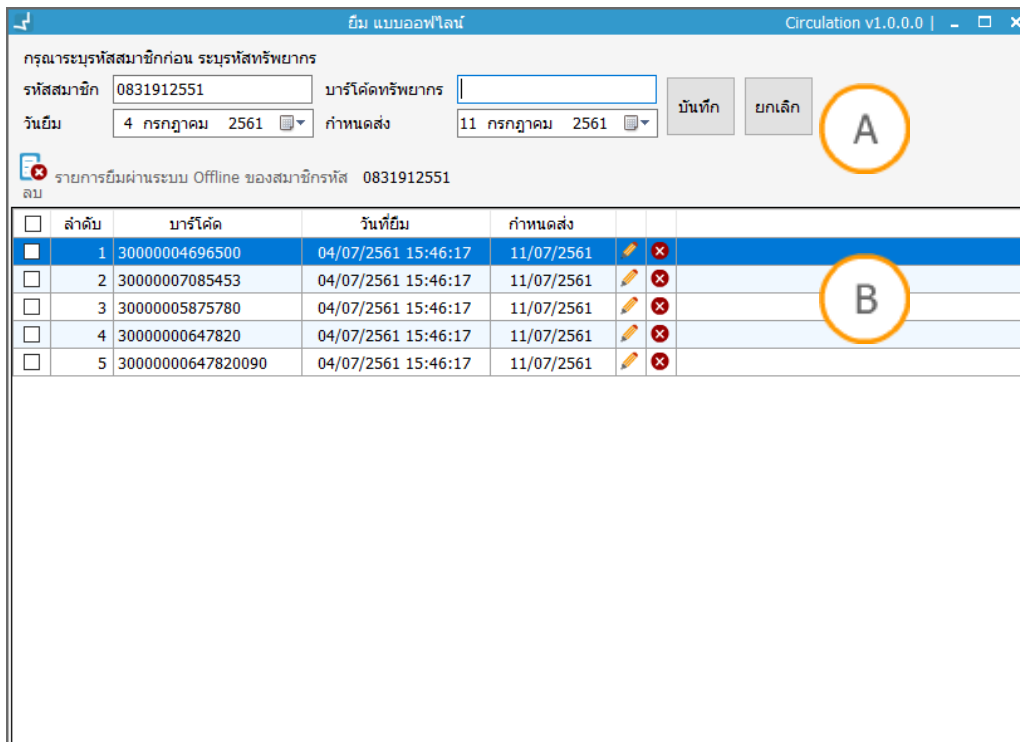 ยืม แบบออฟไลน์ Circulation v1.0.0.0 |
กรุณาระบุรหัสสมาชิกก่อน ระบุรหัสทรัพยากร
รหัสสมาชิก 0831912551 บาร์โค้ดทรัพยากร บันทึก ยกเลิก
วันยืม 4 กรกฎาคม 2561 กำหนดส่ง 11 กรกฎาคม 2561
A
ลบ รายการยืมผ่านระบบ Offline ของสมาชิกรหัส 0831912551
ลำดับ บาร์โค้ด วันที่ยืม กำหนดส่ง
1 30000004696500 04/07/2561 15:46:17 11/07/2561
2 30000007085453 04/07/2561 15:46:17 11/07/2561
3 30000005875780 04/07/2561 15:46:17 11/07/2561
4 30000000647820 04/07/2561 15:46:17 11/07/2561
5 30000000647820090 04/07/2561 15:46:17 11/07/2561
B